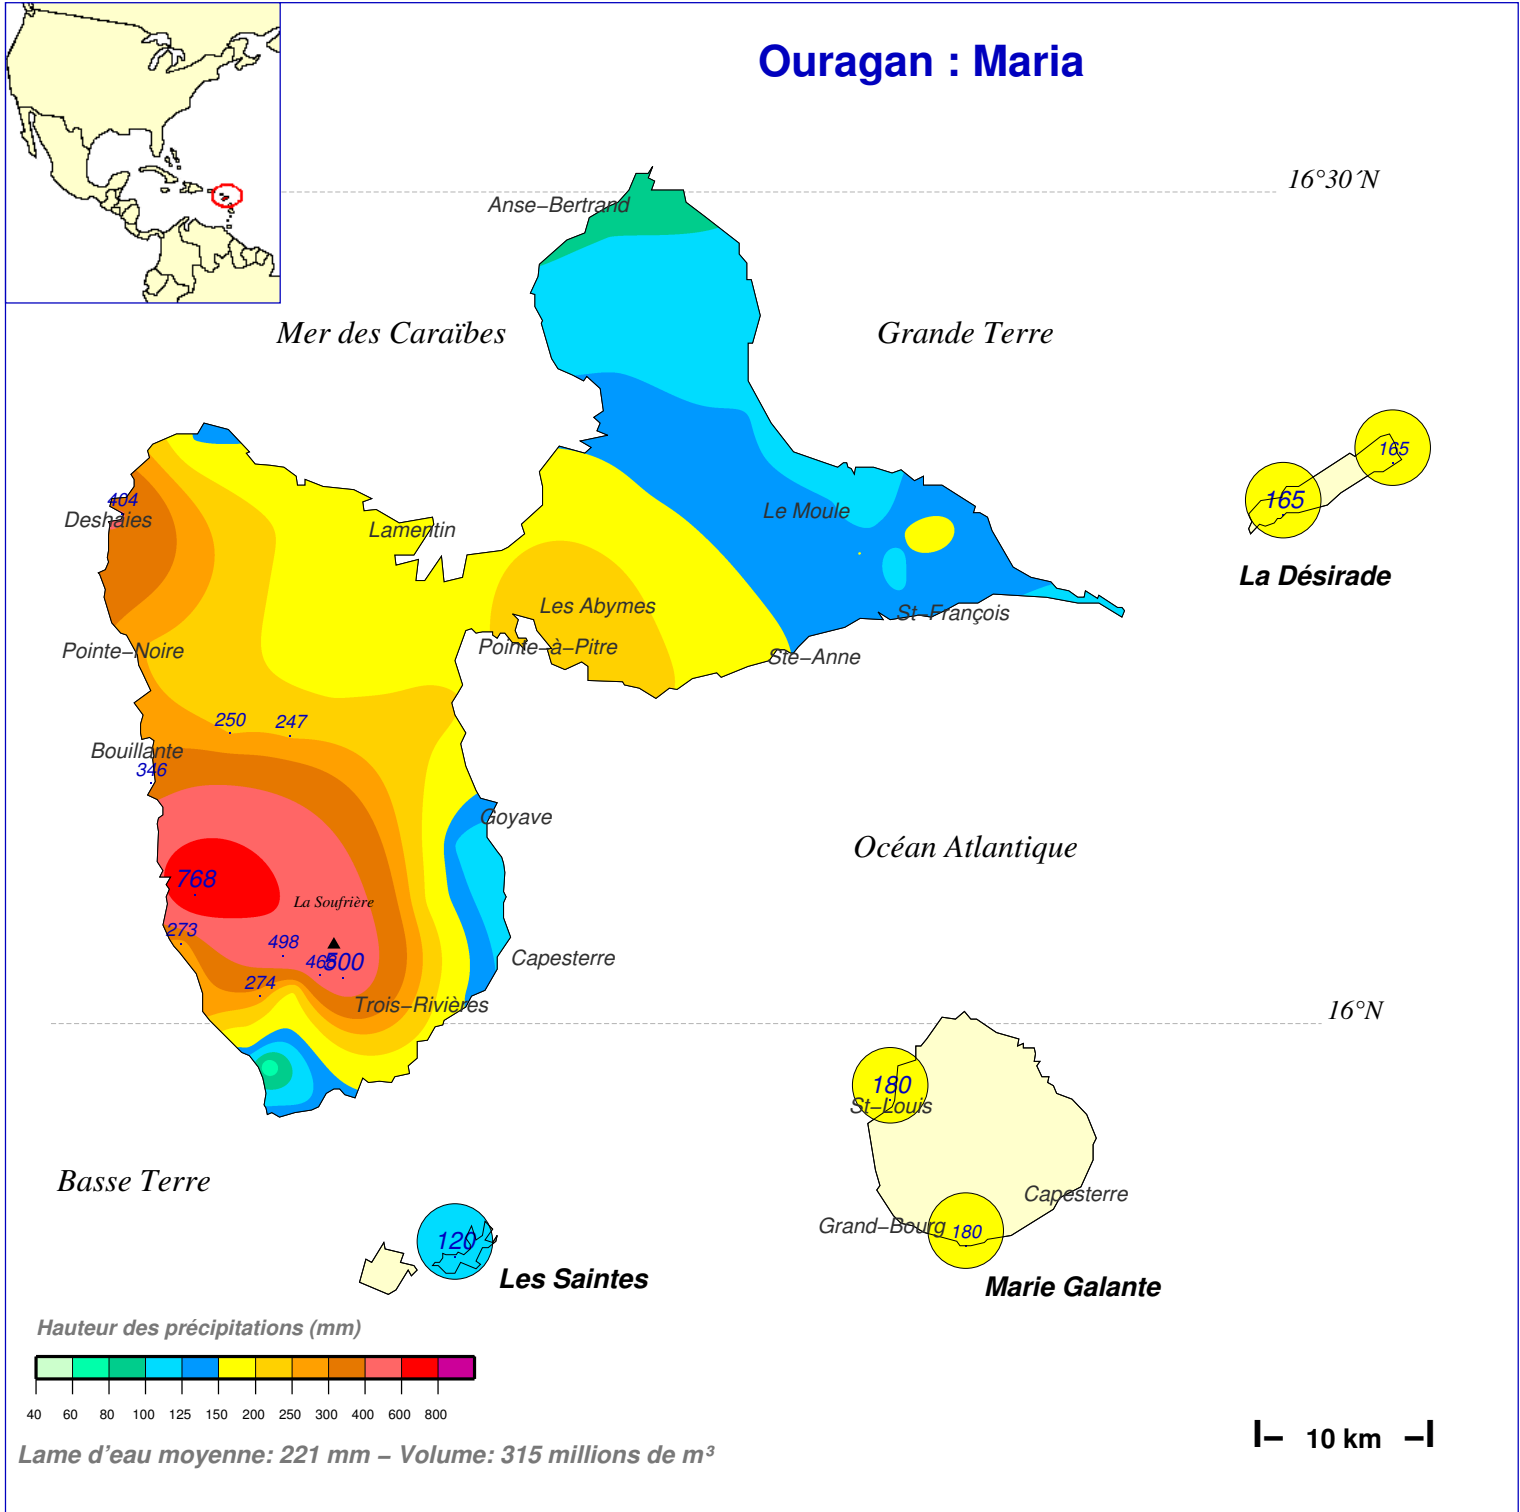 Ouragan : Maria
16°30´N
Anse−Bertrand
Mer des Caraïbes
Grande Terre
165
404
Deshaies
Lamentin
Le Moule
165
La Désirade
Les Abymes
St−François
Pointe−Noire
Pointe−à−Pitre
Ste−Anne
250
247
Bouillante
346
Goyave
Océan Atlantique
768
La Soufrière
273
498
500
Capesterre
274
Trois−Rivières
16°N
180
St−Louis
Basse Terre
Capesterre
Grand−Bourg
180
120
Les Saintes
Marie Galante
Hauteur des précipitations (mm)
40 60 80 100 125 150 200 250 300 400 600 800
Lame d'eau moyenne: 221 mm − Volume: 315 millions de m³
10 km